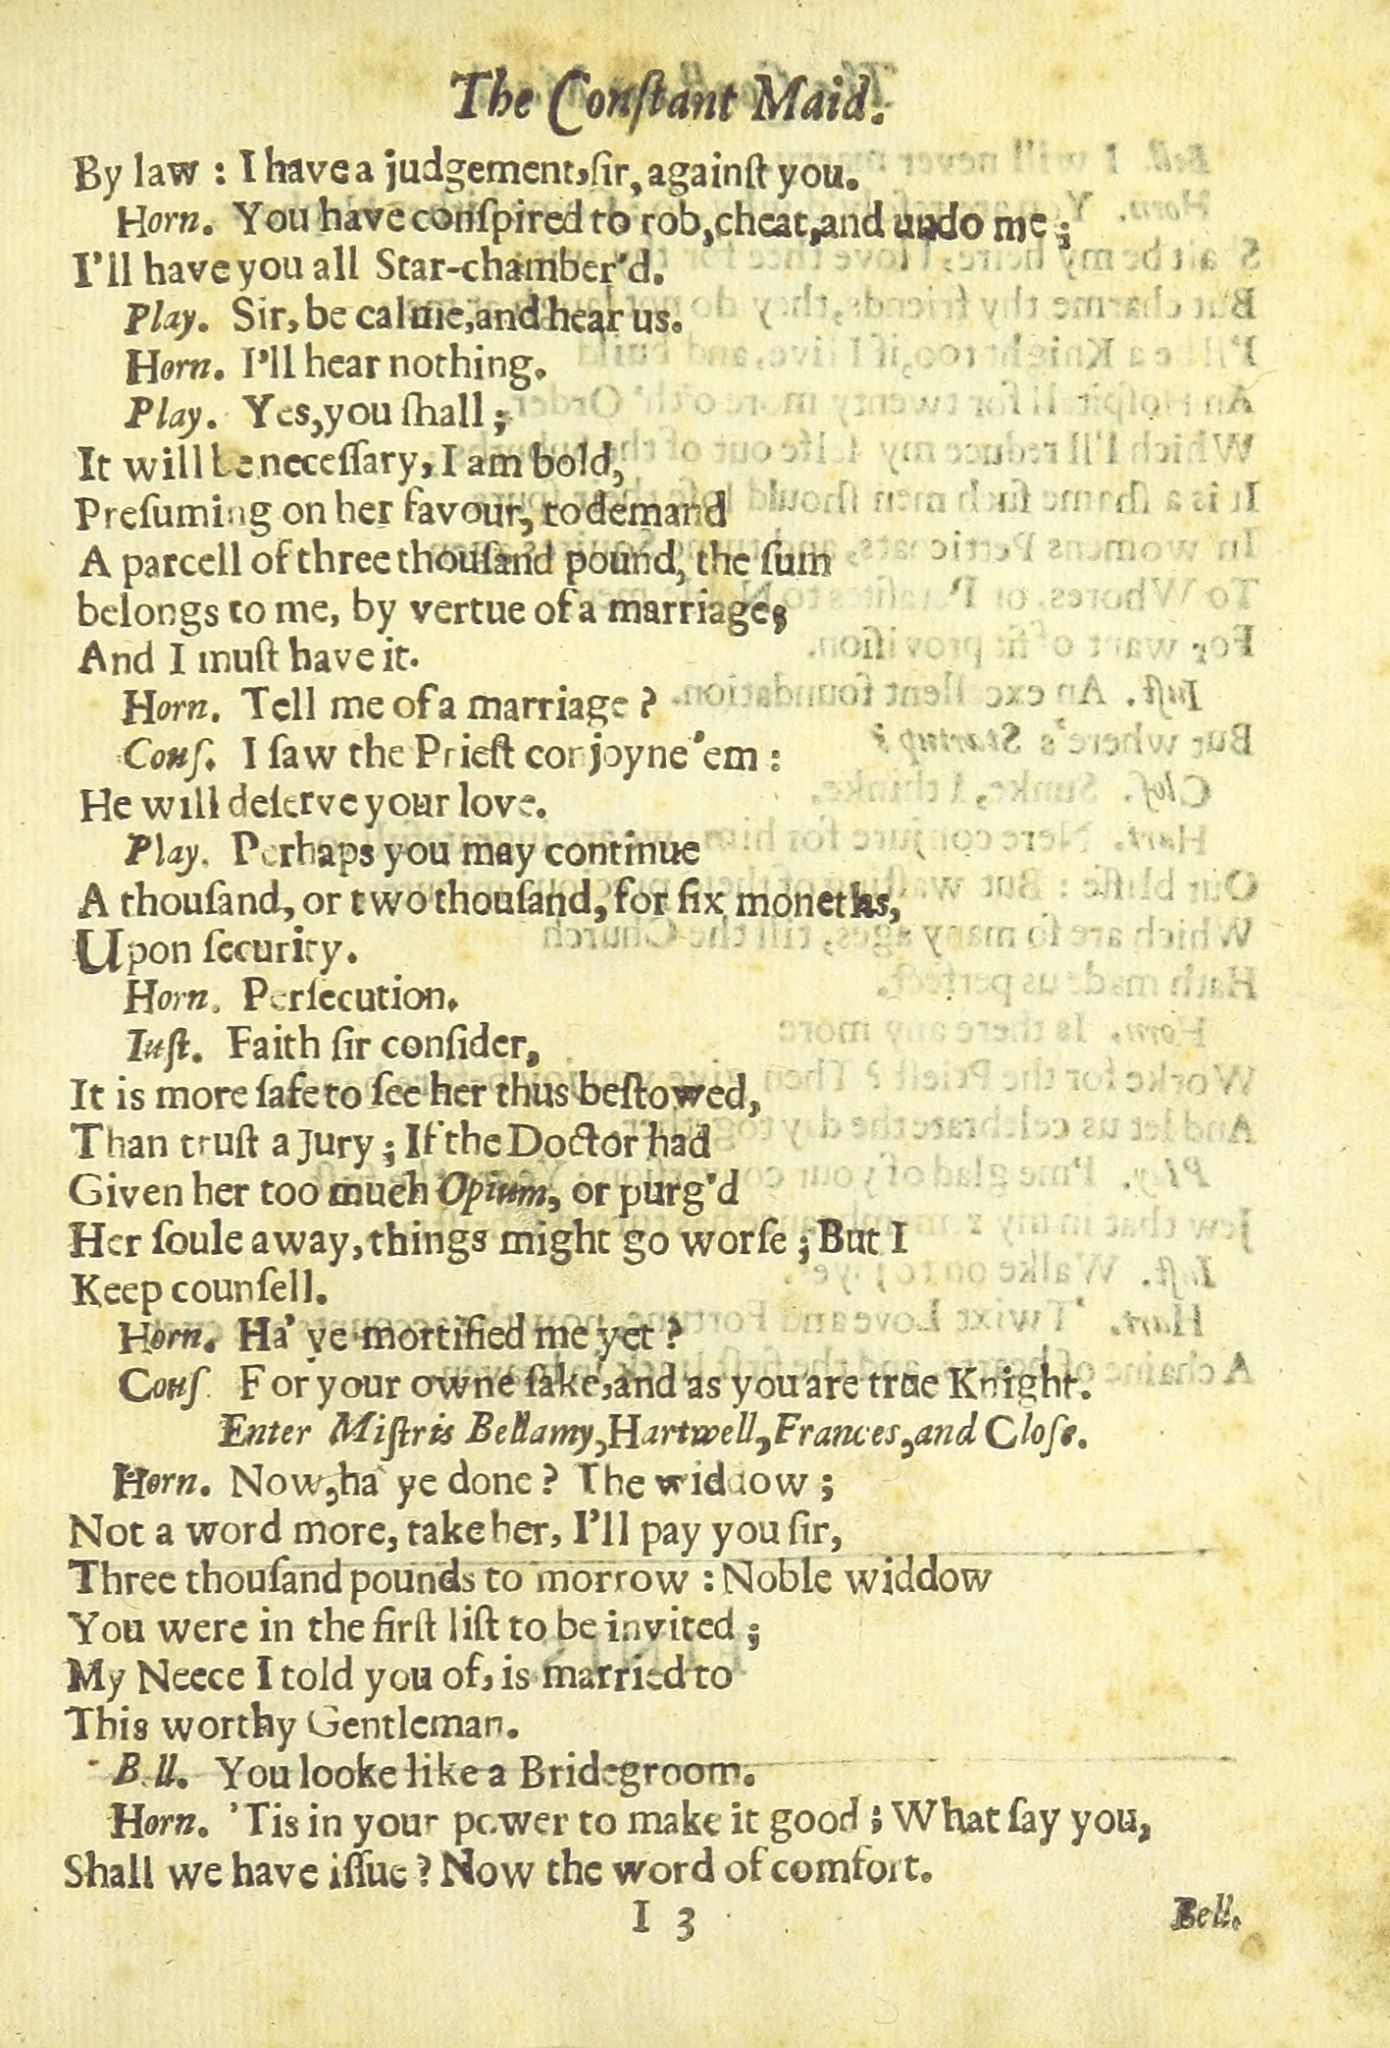 The Conſtant Maid.
By law : I have a judgement, ſir, againſt you.
Horn. You have conſpired to rob, cheat, and undo me ;
I'll have you all Star-chamber'd.
Play. Sir, be calme, and hear us.
Horn. I'll hear nothing.
Play. Yes, you ſhall ;
It will be neceſſary, I am bold,
Preſuming on her favour, to demand
A parcell of three thouſand pound, the ſum
belongs to me, by vertue of a marriage;
And I muſt have it.
Horn. Tell me of a marriage ?
Conſ. I ſaw the Prieſt conjoyne 'em :
He will deſerve your love.
Play. Perhaps you may continue
A thouſand, or two thouſand, for ſix moneths,
Upon ſecurity.
Horn. Perſecution.
Iuſt. Faith ſir conſider,
It is more ſafe to ſee her thus beſtowed,
Than truſt a Jury ; If the Doctor had
Given her too much Opium, or purg'd
Her ſoule away, things might go worſe ; But I
Keep counſell.
Horn. Ha' ye mortified me yet ?
Conſ For your owne ſake, and as you are true Knight.
Enter Miſtris Bellamy, Hartwell, Frances, and Cloſe.
Horn. Now, ha' ye done ? The widdow ;
Not a word more, take her, I'll pay you ſir,
Three thouſand pounds to morrow : Noble widdow
You were in the firſt liſt to be invited ;
My Neece I told you of, is married to
This worthy Gentleman.
Bell. You looke like a Bridegroom.
Horn. 'Tis in your power to make it good ; What ſay you,
Shall we have iſſue ? Now the word of comfort.
I 3
Bell.